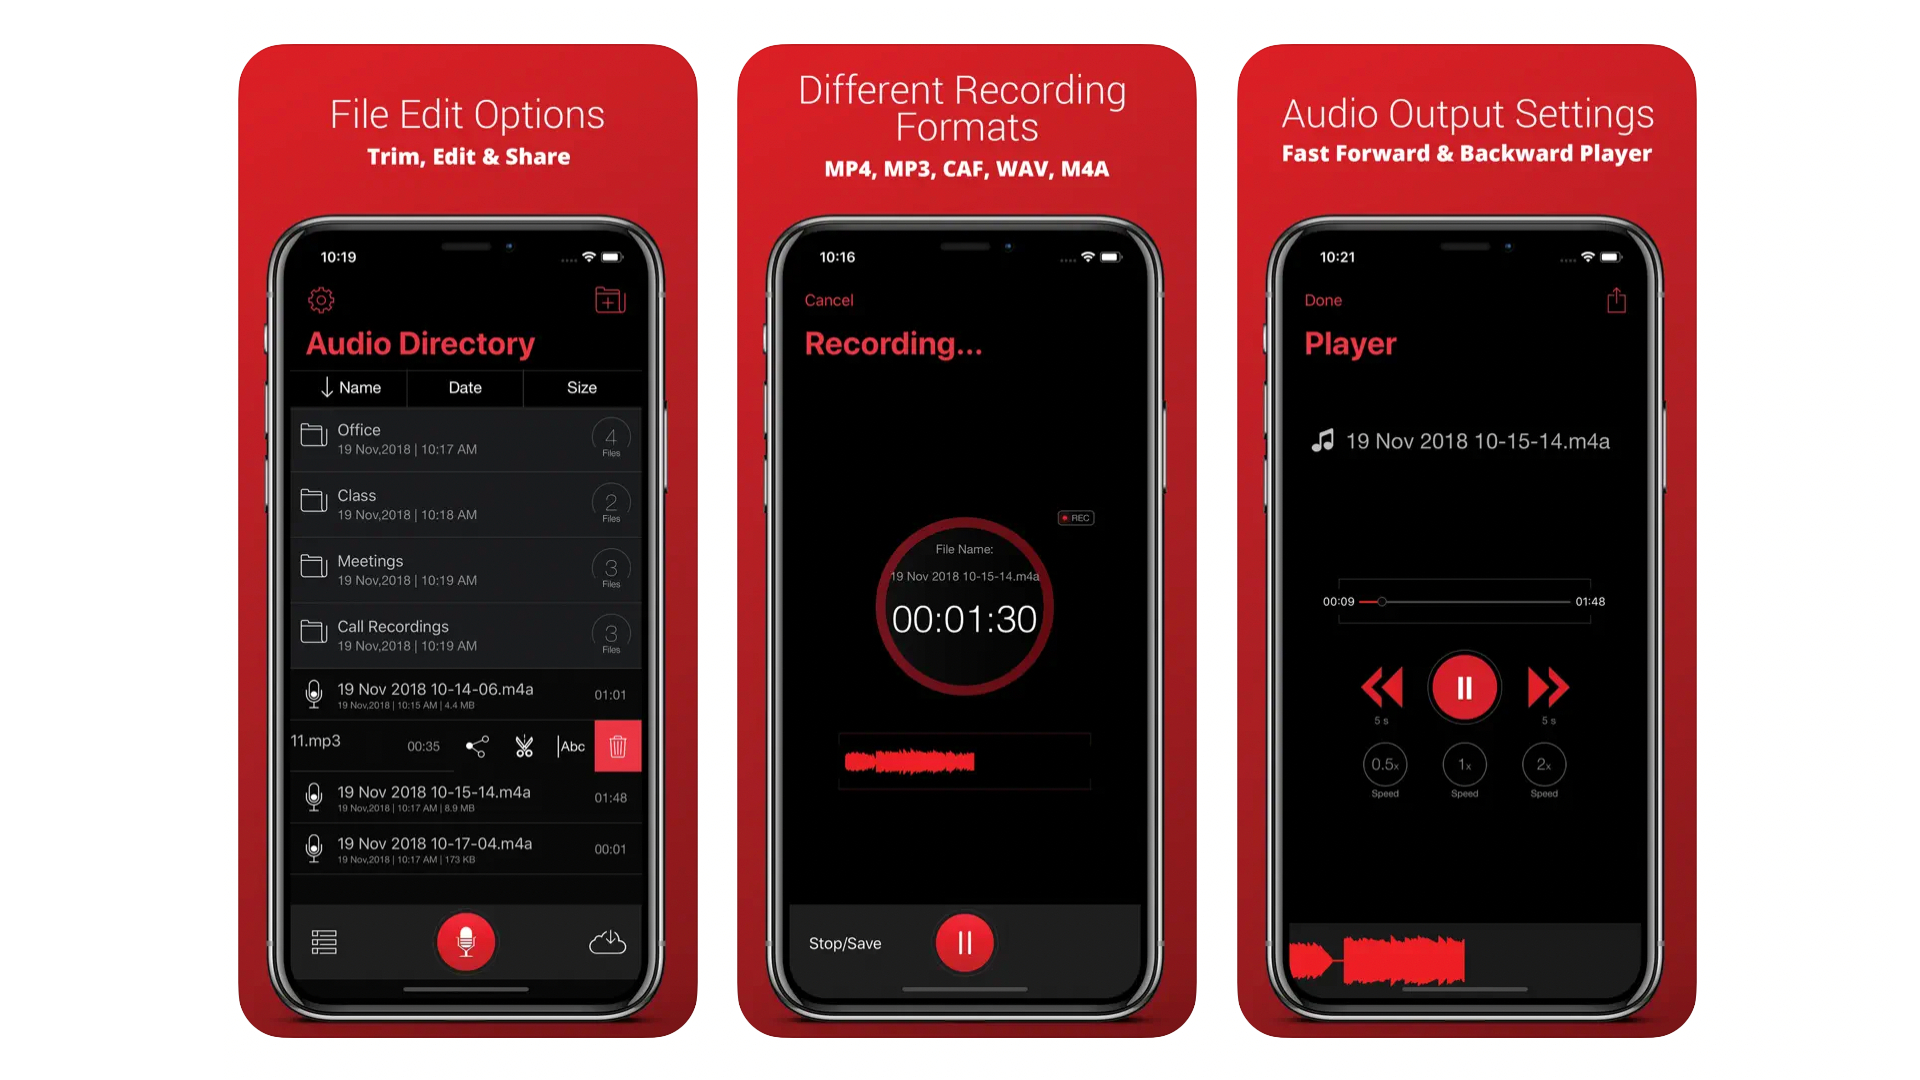 File Edit Options
Trim, Edit & Share
10:19
Audio Directory
Name Date Size
Office
19 Nov,2018 | 10:17 AM
4
Files
Class
19 Nov,2018 | 10:18 AM
2
Files
Meetings
19 Nov,2018 | 10:19 AM
3
Files
Call Recordings
19 Nov,2018 | 10:19 AM
3
Files
19 Nov 2018 10-14-06.m4a
19 Nov,2018 | 10:15 AM | 4.4 MB
01:01
11.mp3 00:35 Abc
19 Nov 2018 10-15-14.m4a
19 Nov,2018 | 10:17 AM | 8.9 MB
01:48
19 Nov 2018 10-17-04.m4a
19 Nov,2018 | 10:17 AM | 173 KB
00:01
Different Recording
Formats
MP4, MP3, CAF, WAV, M4A
10:16
Cancel
Recording...
REC
File Name:
19 Nov 2018 10-15-14.m4a
00:01:30
Stop/Save
Audio Output Settings
Fast Forward & Backward Player
10:21
Done
Player
19 Nov 2018 10-15-14.m4a
00:09 01:48
5 s 5 s
0.5x 1x 2x
Speed Speed Speed